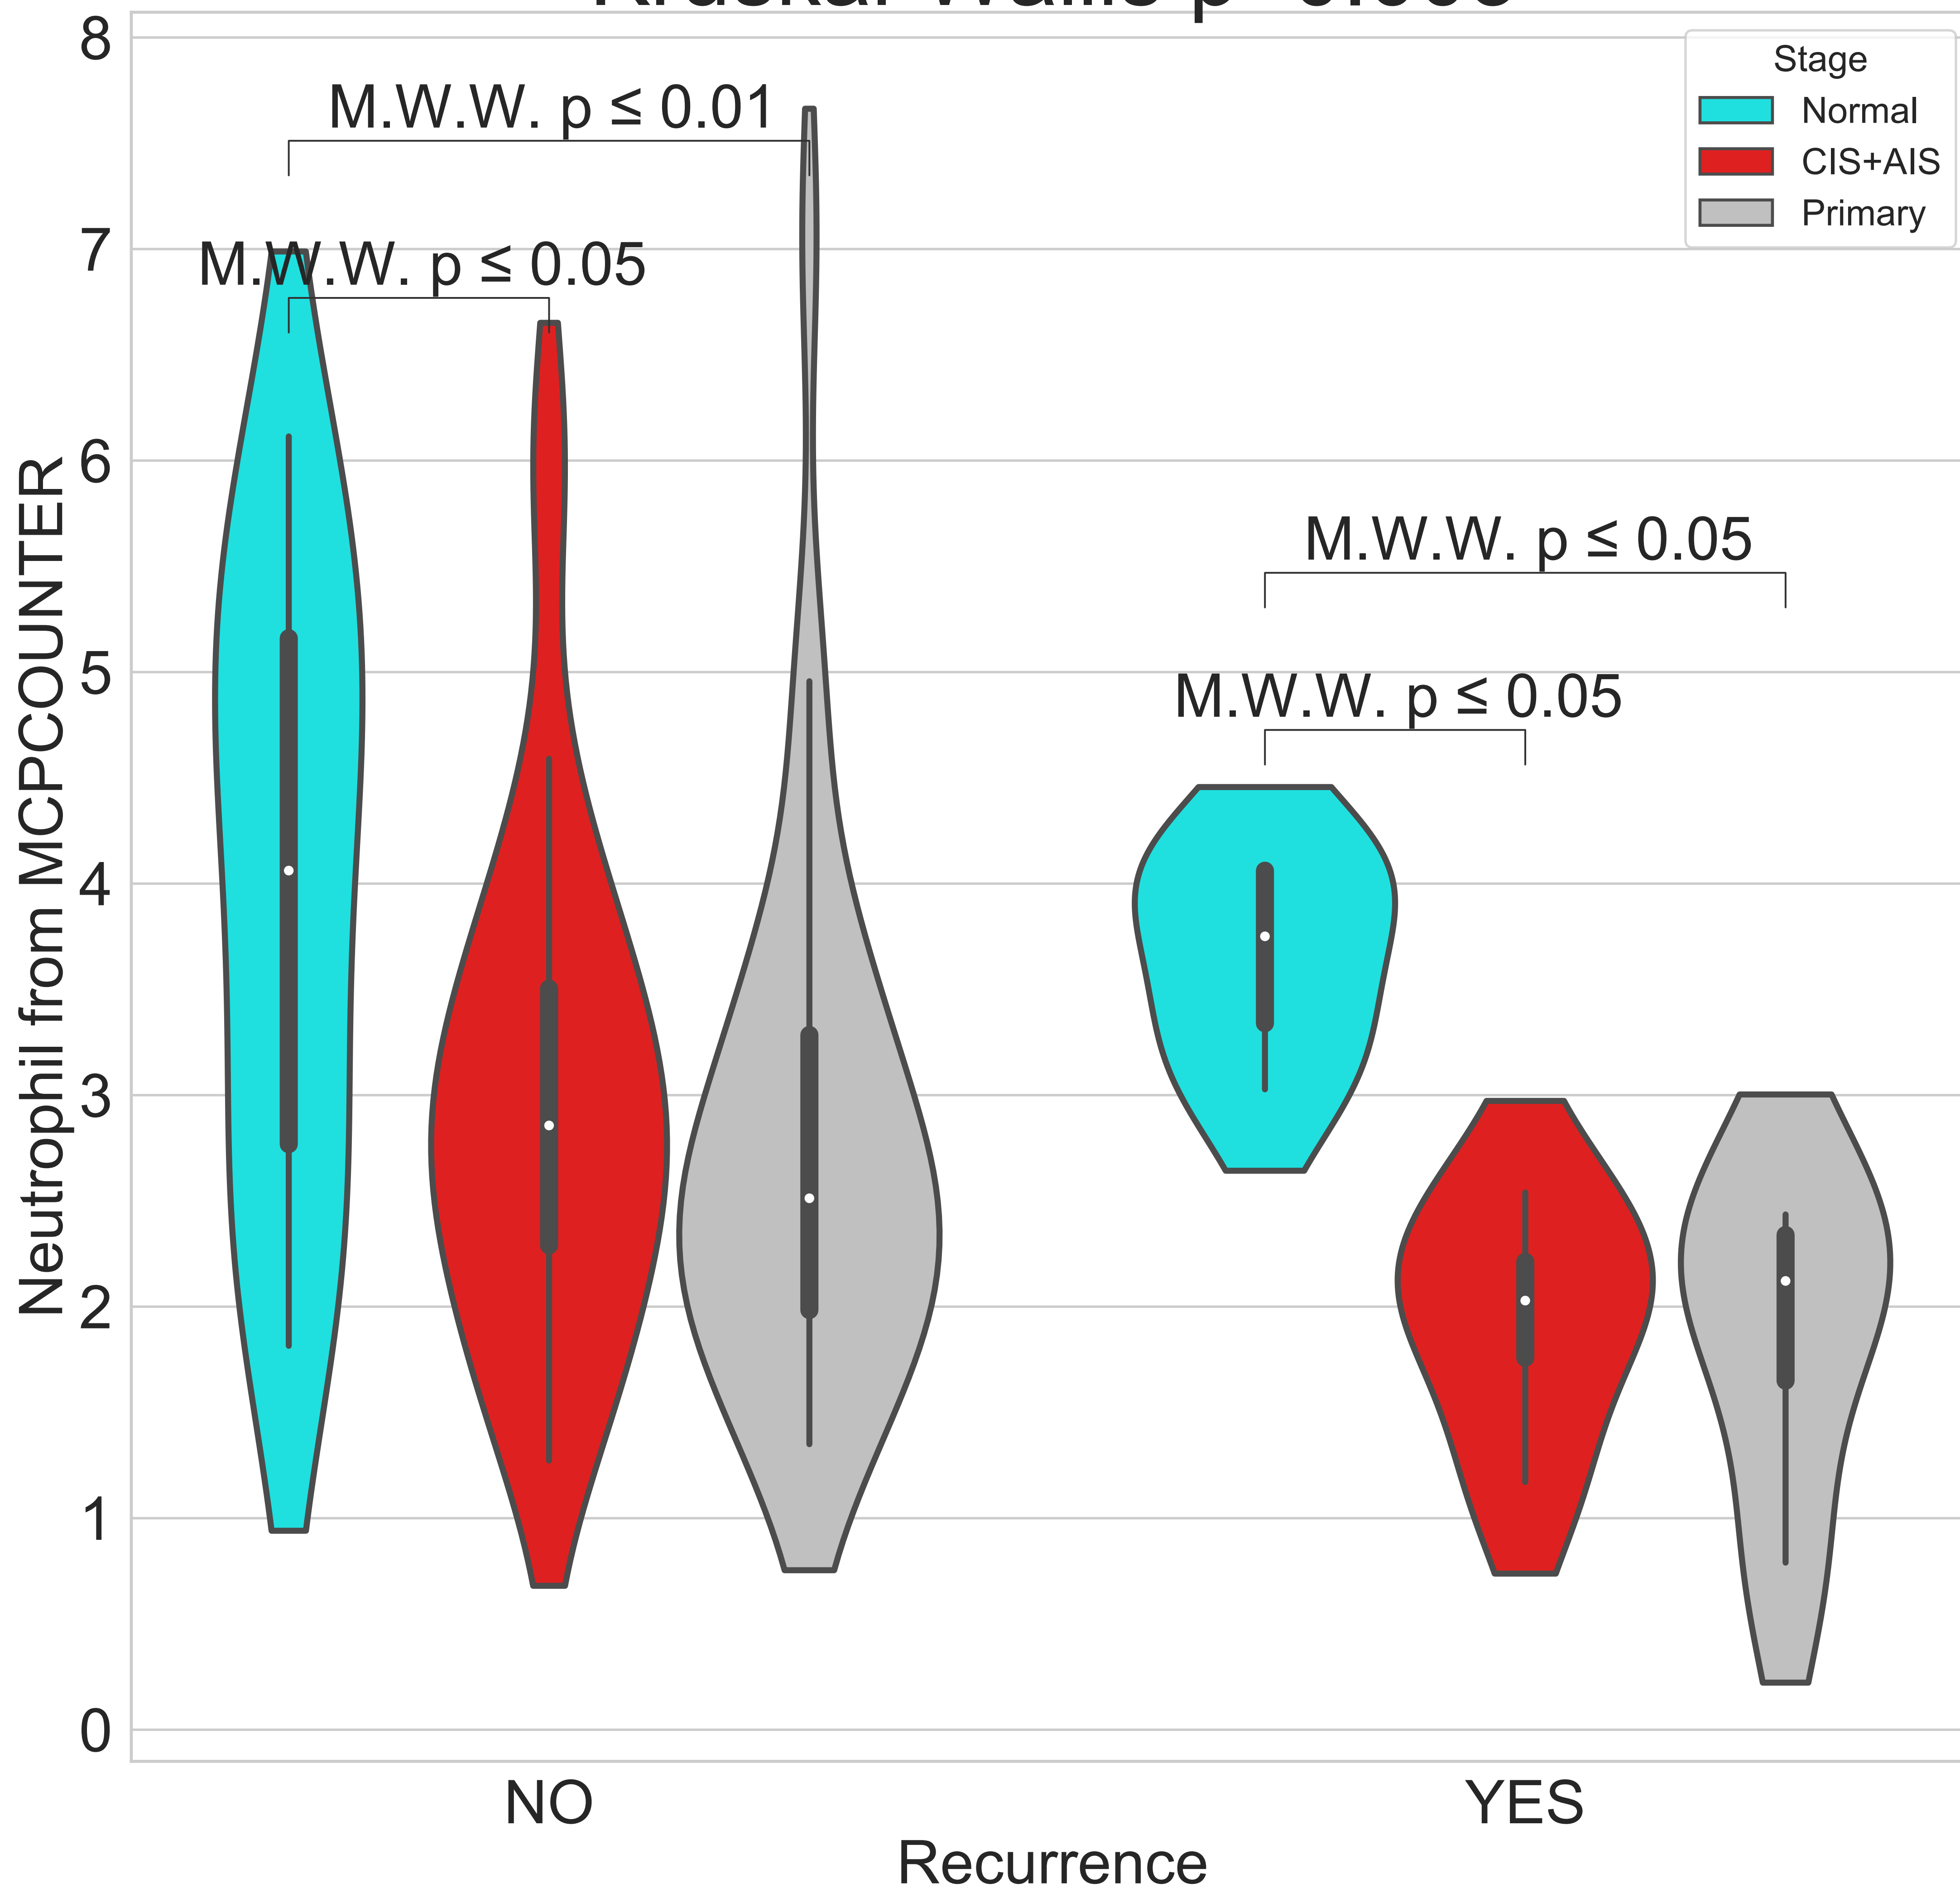 8
7
6
5
4
3
2
1
0
Neutrophil from MCPCOUNTER
M.W.W. p ≤ 0.01
M.W.W. p ≤ 0.05
M.W.W. p ≤ 0.05
M.W.W. p ≤ 0.05
Stage
Normal
CIS+AIS
Primary
NO
YES
Recurrence